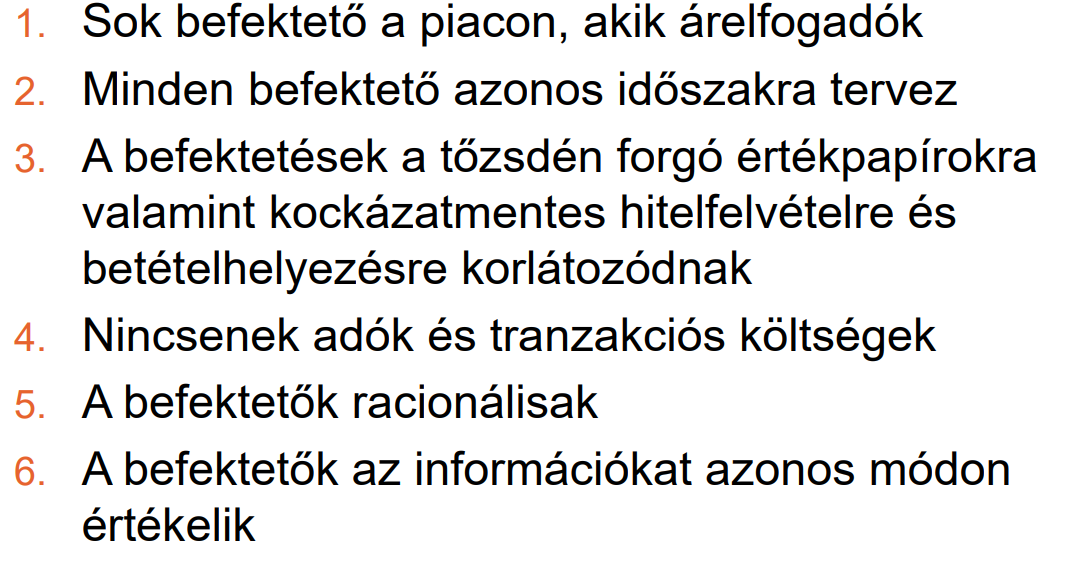 1. Sok befektető a piacon, akik árelfogadók
2. Minden befektető azonos időszakra tervez
3. A befektetések a tőzsdén forgó értékpapírokra
valamint kockázatmentes hitelfelvételre és
betételhelyezésre korlátozódnak
4. Nincsenek adók és tranzakciós költségek
5. A befektetők racionálisak
6. A befektetők az információkat azonos módon
értékelik